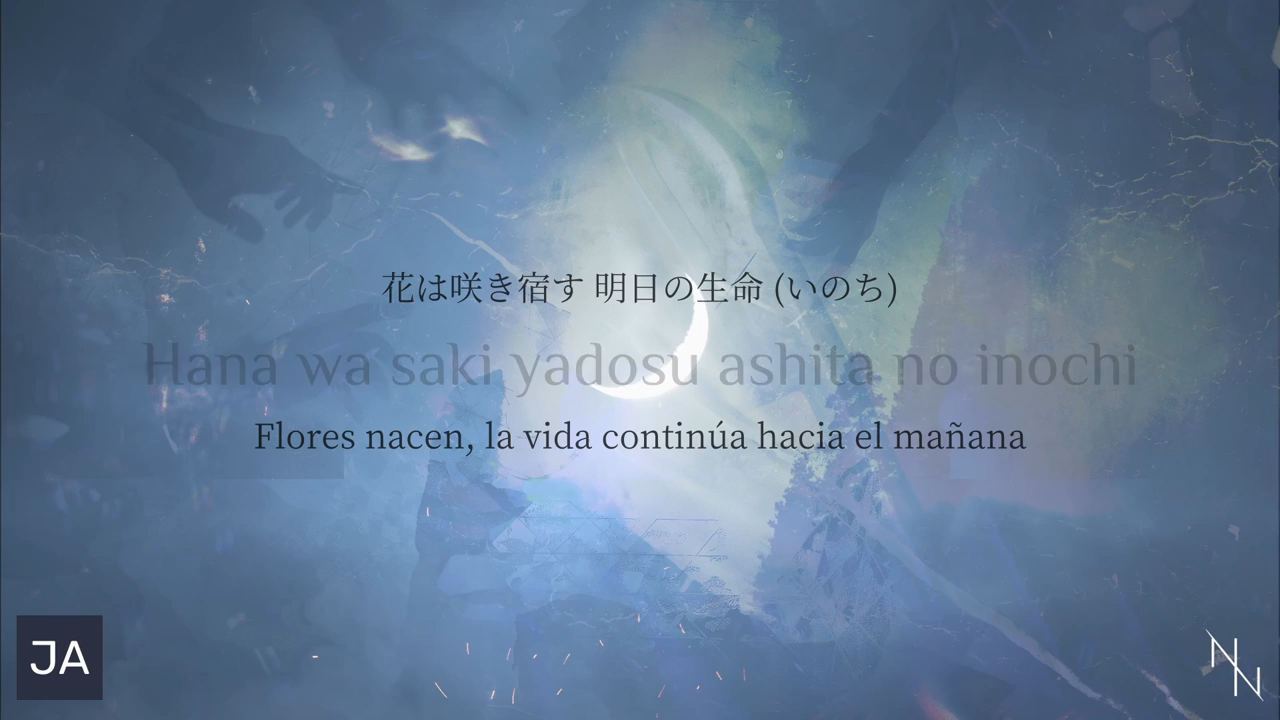 花は咲き宿す 明日の生命 (いのち)
Hana wa saki yadosu ashita no inochi
Flores nacen, la vida continúa hacia el mañana
JA
NN